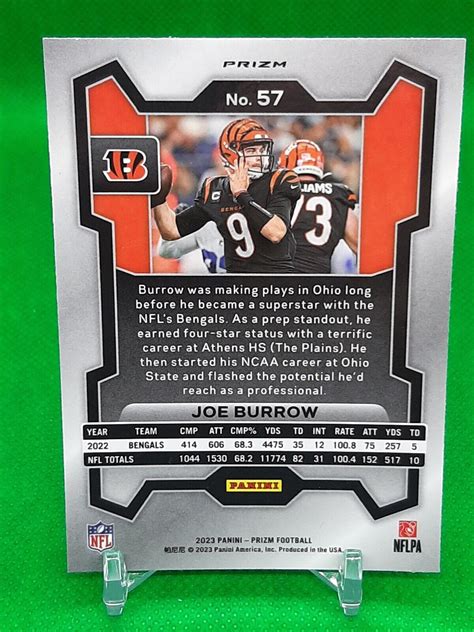 PRIZM
No. 57
B
BENGALS
C
9
LIAMS
73
Burrow was making plays in Ohio long
before he became a superstar with the
NFL's Bengals. As a prep standout, he
earned four-star status with a terrific
career at Athens HS (The Plains). He
then started his NCAA career at Ohio
State and flashed the potential he'd
reach as a professional.
JOE BURROW
YEAR TEAM CMP ATT CMP% YDS TD INT RATE ATT YDS TD
2022 BENGALS 414 606 68.3 4475 35 12 100.8 75 257 5
NFL TOTALS 1044 1530 68.2 11774 82 31 100.4 152 517 10
PANINI
2023 PANINI - PRIZM FOOTBALL
帕尼尼 © 2023 Panini America, Inc. Produced in the USA.
NFL
NFLPA